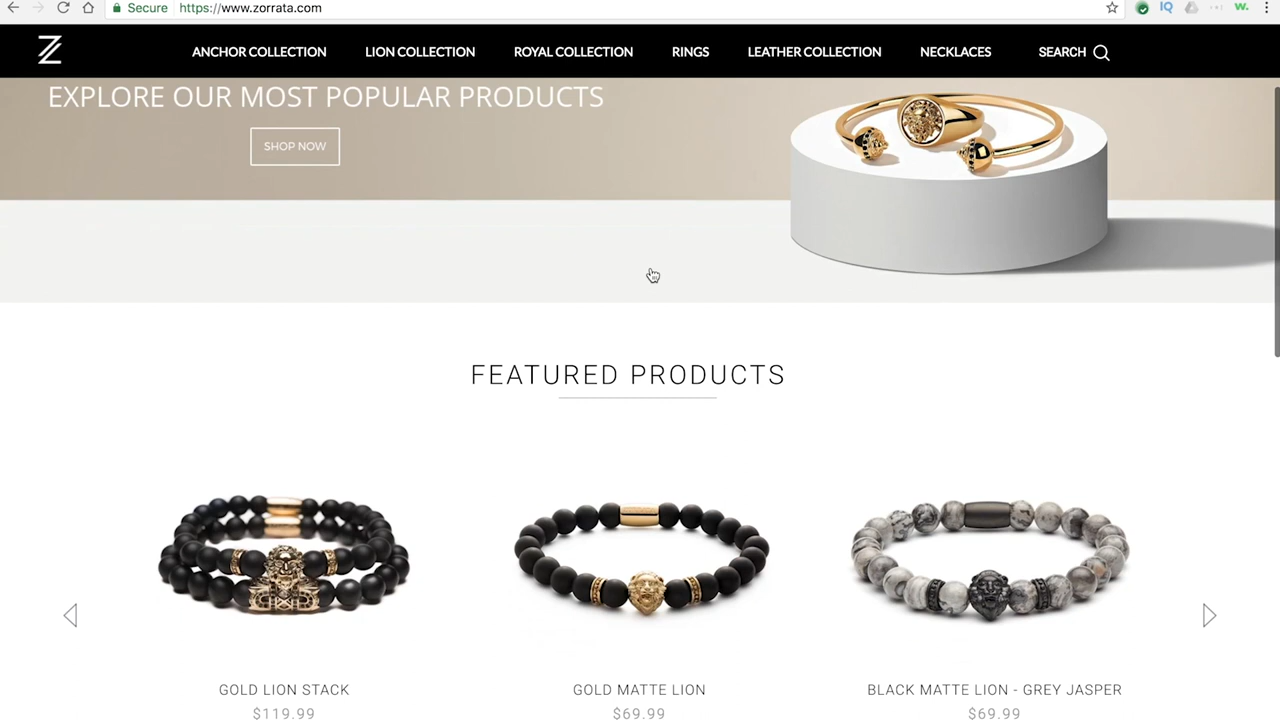 Secure https://www.zorrata.com IQ w.
Z ANCHOR COLLECTION LION COLLECTION ROYAL COLLECTION RINGS LEATHER COLLECTION NECKLACES SEARCH
EXPLORE OUR MOST POPULAR PRODUCTS
SHOP NOW
FEATURED PRODUCTS
GOLD LION STACK GOLD MATTE LION BLACK MATTE LION - GREY JASPER
$119.99 $69.99 $69.99